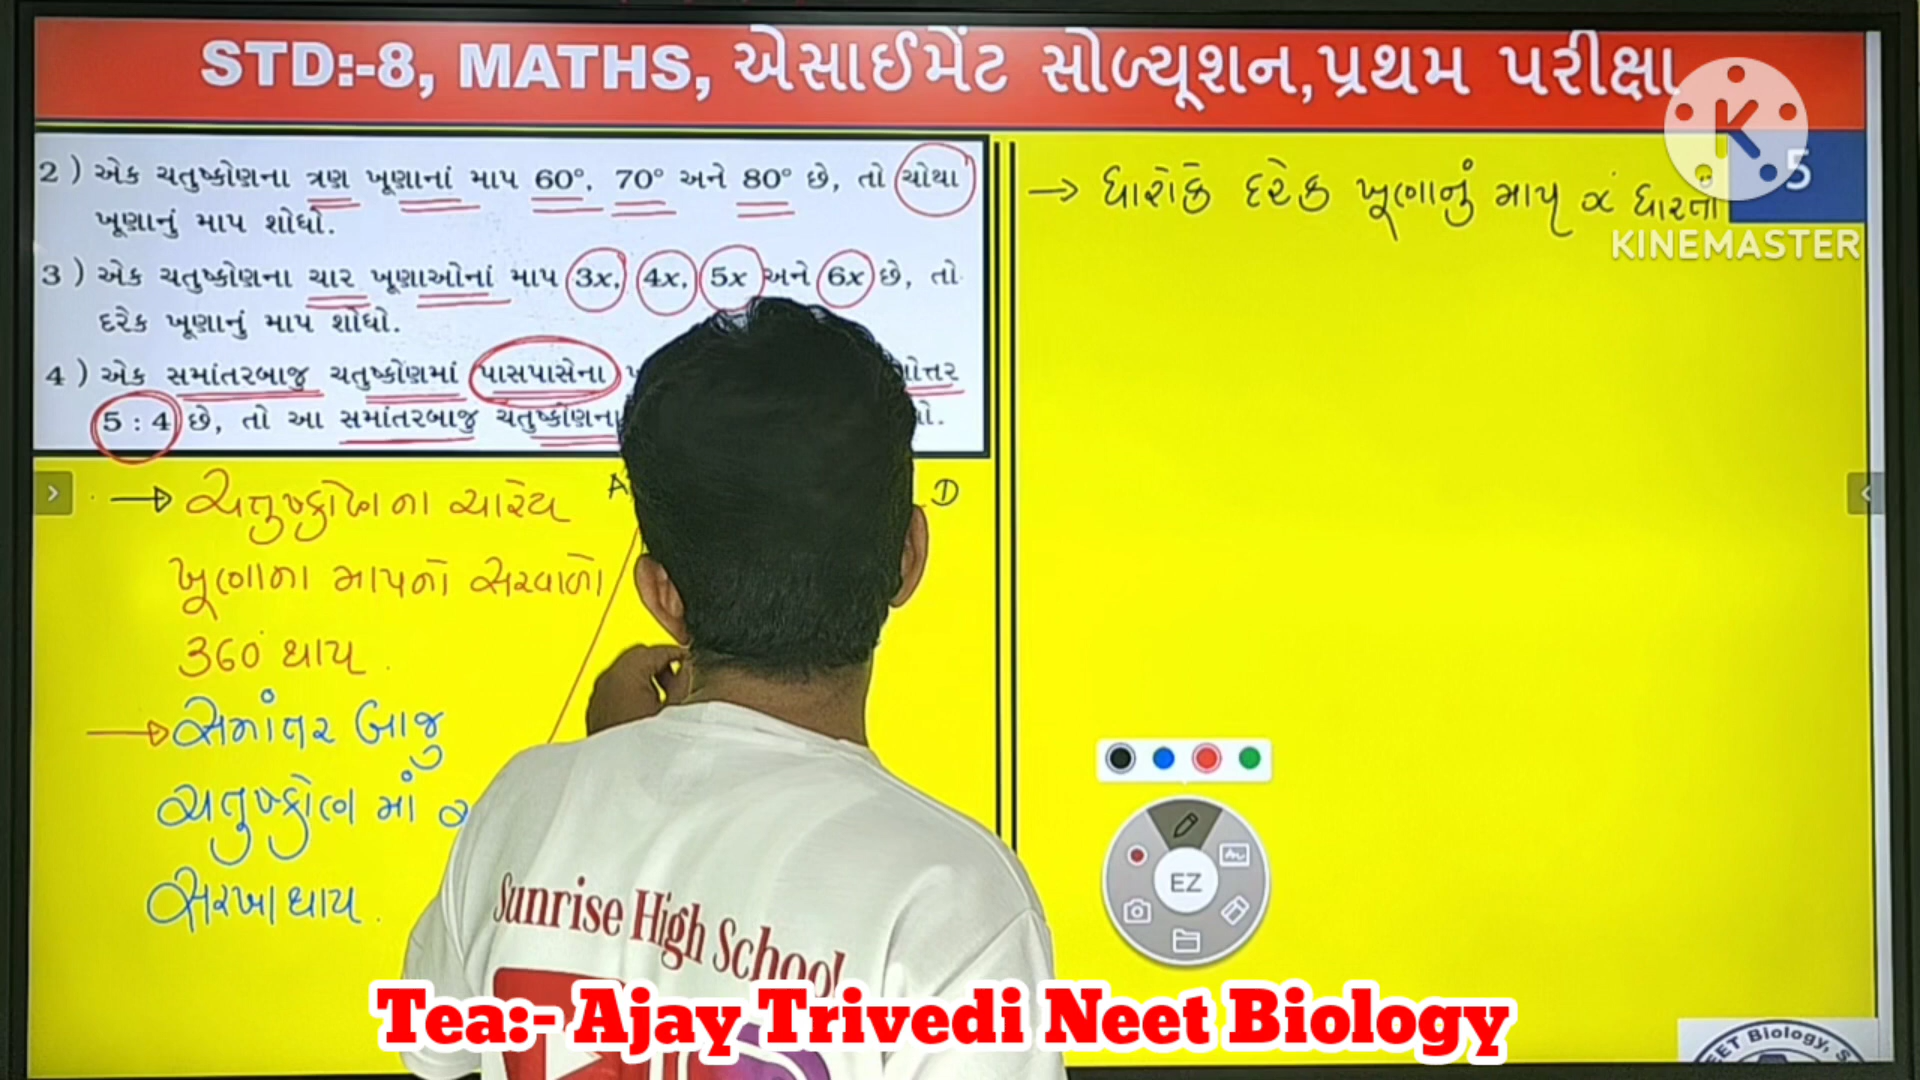 STD:-8, MATHS, એસાઈમેંટ સોળ્યૂશન,પ્રથમ પરીક્ષા
K
5
KINEMASTER
2 ) એક ચતુષ્કોણના ત્રણ ખૂણાનાં માપ 60°, 70° અને 80° છે, તો ચોથા
ખૂણાનું માપ શોધો.
3 ) એક ચતુષ્કોણના ચાર ખૂણાઓનાં માપ 3x, 4x, 5x અને 6x છે, તો
દરેક ખૂણાનું માપ શોધો.
4 ) એક સમાંતરબાજુ ચતુષ્કોણમાં પાસપાસેના
5 : 4 છે, તો આ સમાંતરબાજુ ચતુષ્કોણના
→ ચતુષ્કોણ ના ચારેય
ખૂણાના માપનો સરવાળો
360° થાય .
→ સમાંતર બાજુ
ચતુષ્કોણ માં
સરખા થાય .
A D
→ ધારોકે દરેક ખૂણાનું માપ x ધારતાં
EZ
Sunrise High School
Tea:- Ajay Trivedi Neet Biology
Biology,